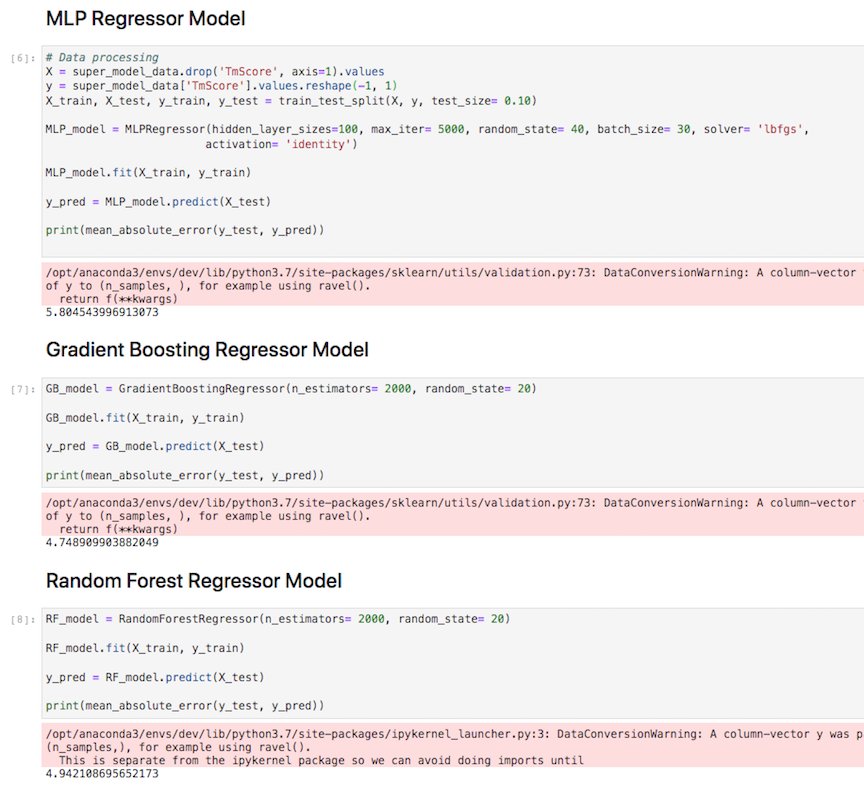 MLP Regressor Model
[6]: # Data processing
X = super_model_data.drop('TmScore', axis=1).values
y = super_model_data['TmScore'].values.reshape(-1, 1)
X_train, X_test, y_train, y_test = train_test_split(X, y, test_size= 0.10)
MLP_model = MLPRegressor(hidden_layer_sizes=100, max_iter= 5000, random_state= 40, batch_size= 30, solver= 'lbfgs',
activation= 'identity')
MLP_model.fit(X_train, y_train)
y_pred = MLP_model.predict(X_test)
print(mean_absolute_error(y_test, y_pred))
/opt/anaconda3/envs/dev/lib/python3.7/site-packages/sklearn/utils/validation.py:73: DataConversionWarning: A column-vector
of y to (n_samples, ), for example using ravel().
return f(**kwargs)
5.804543996913073
Gradient Boosting Regressor Model
[7]: GB_model = GradientBoostingRegressor(n_estimators= 2000, random_state= 20)
GB_model.fit(X_train, y_train)
y_pred = GB_model.predict(X_test)
print(mean_absolute_error(y_test, y_pred))
/opt/anaconda3/envs/dev/lib/python3.7/site-packages/sklearn/utils/validation.py:73: DataConversionWarning: A column-vector
of y to (n_samples, ), for example using ravel().
return f(**kwargs)
4.748909903882049
Random Forest Regressor Model
[8]: RF_model = RandomForestRegressor(n_estimators= 2000, random_state= 20)
RF_model.fit(X_train, y_train)
y_pred = RF_model.predict(X_test)
print(mean_absolute_error(y_test, y_pred))
/opt/anaconda3/envs/dev/lib/python3.7/site-packages/ipykernel_launcher.py:3: DataConversionWarning: A column-vector y was p
(n_samples,), for example using ravel().
This is separate from the ipykernel package so we can avoid doing imports until
4.942108695652173